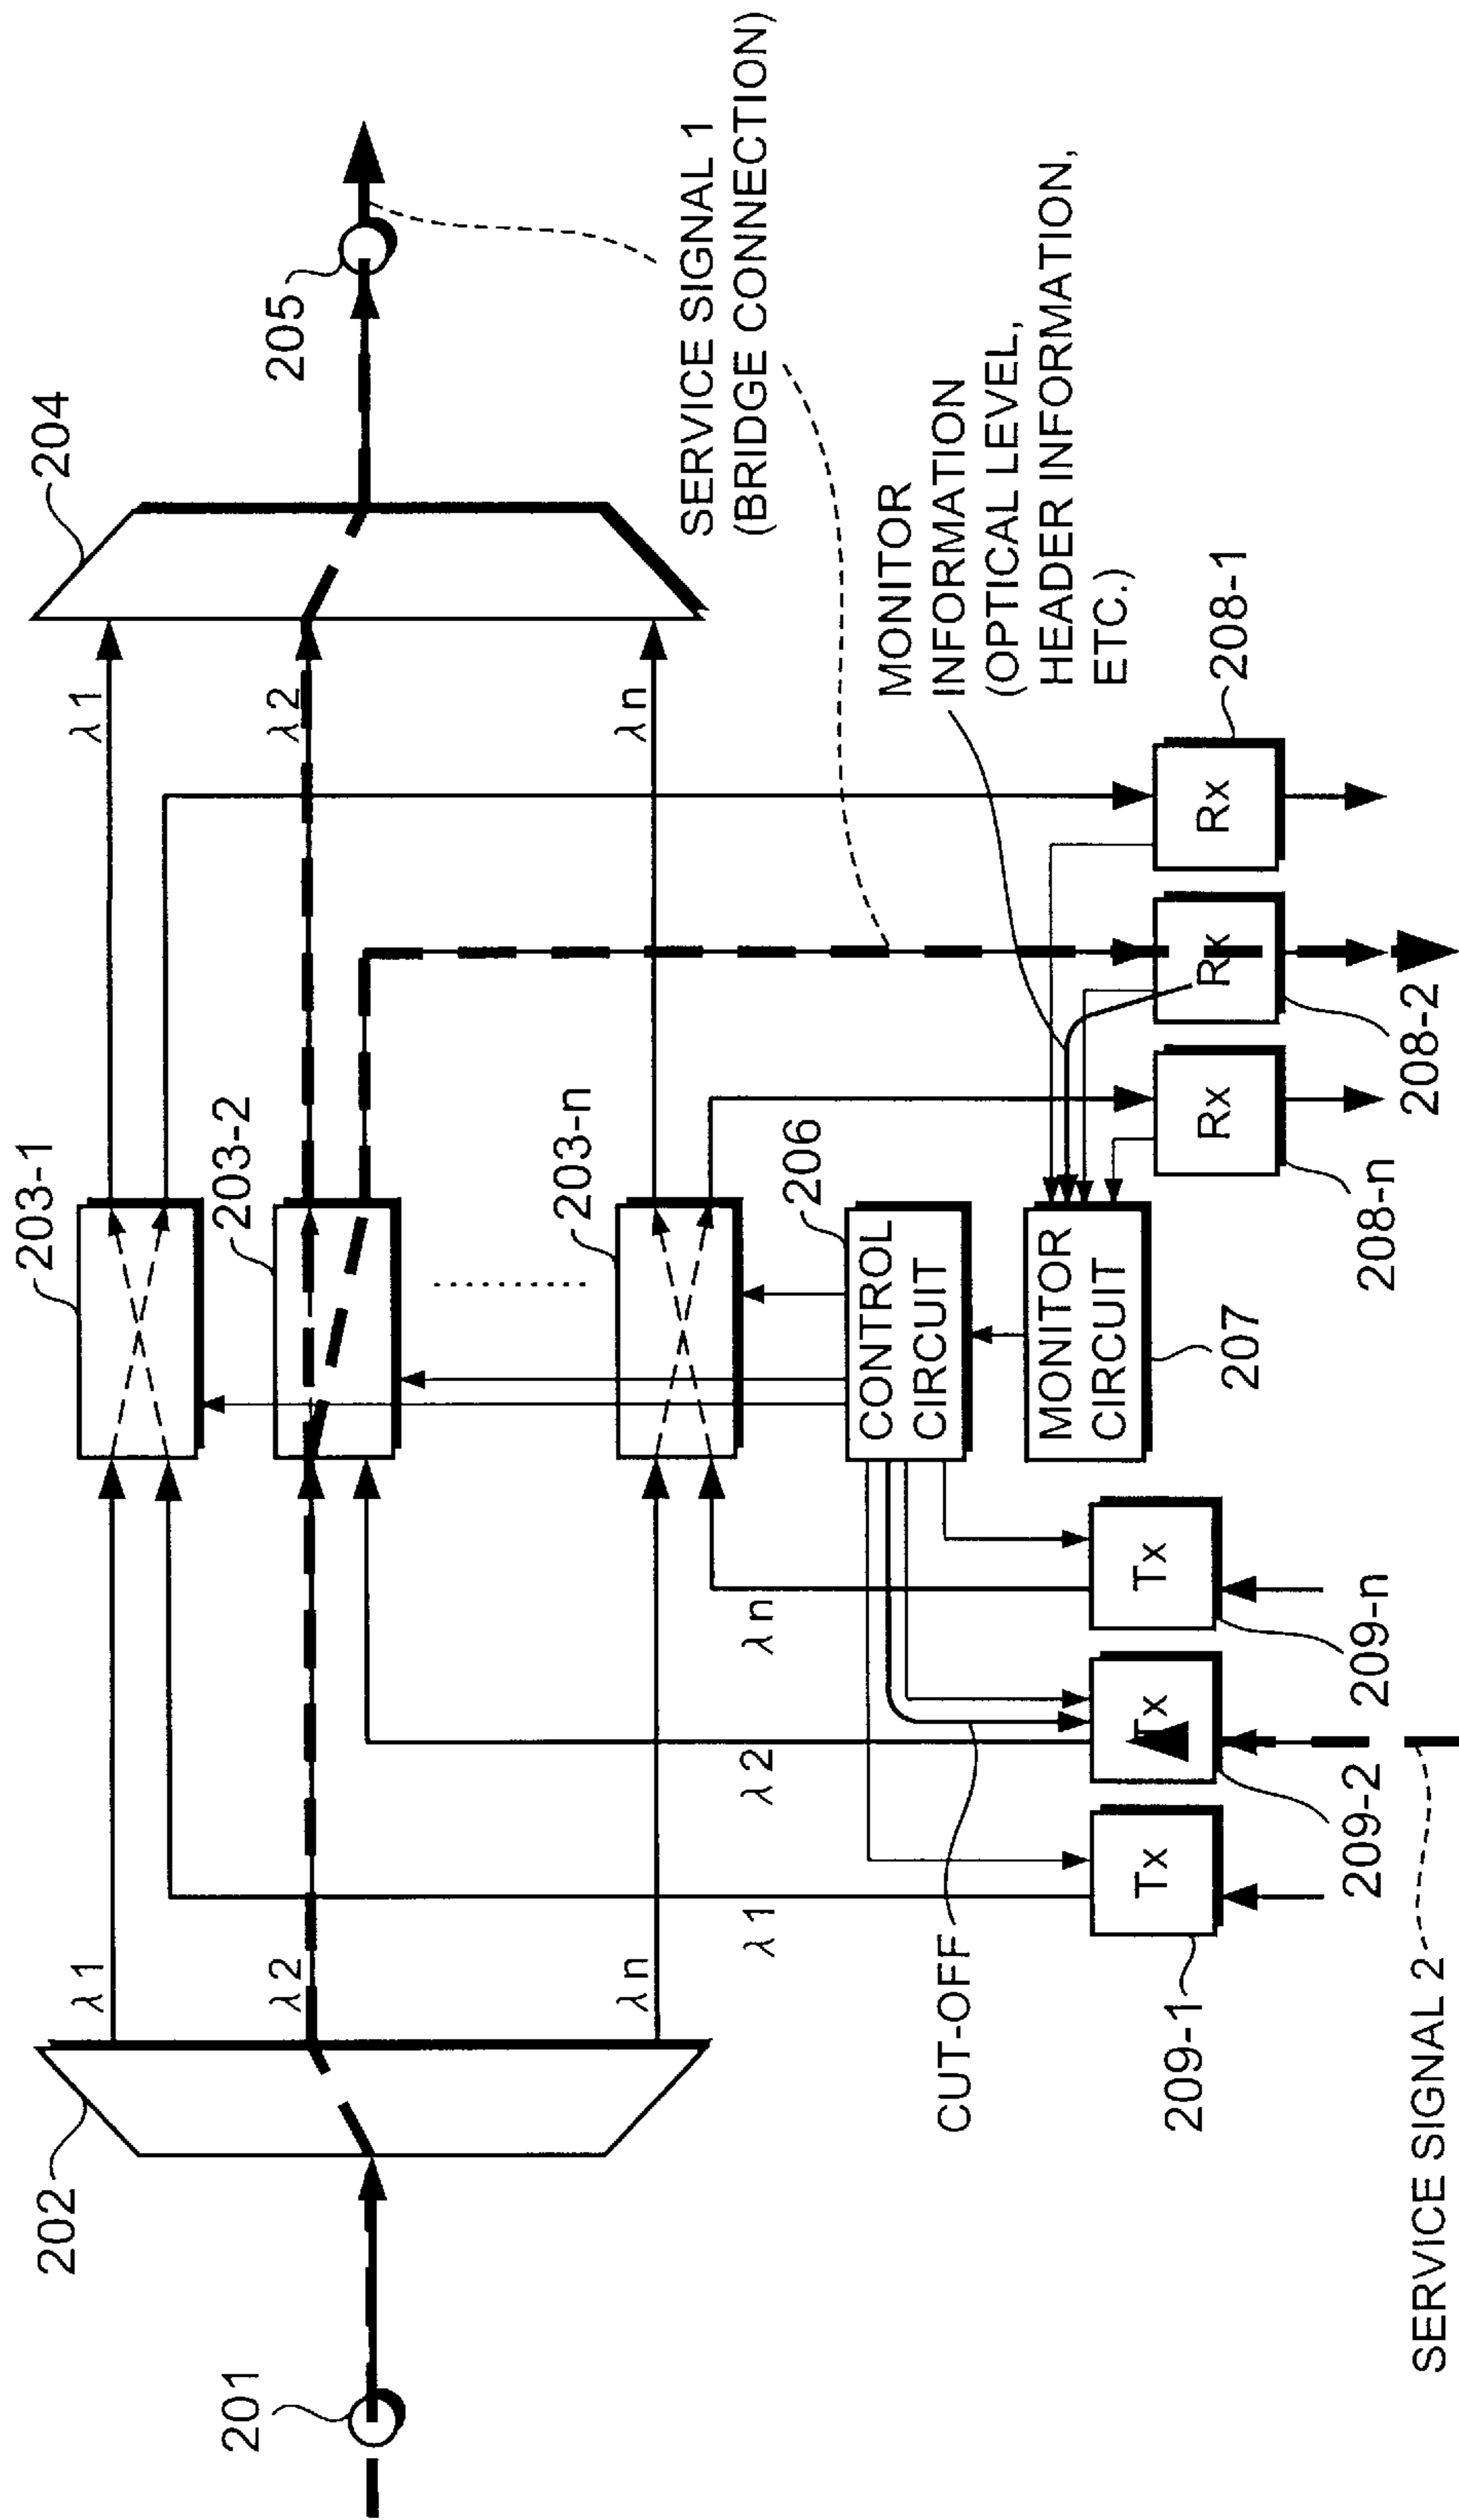 201
202
λ1
λ2
λn
203-1
203-2
203-n
λ1
λ2
λn
204
205
SERVICE SIGNAL 1
(BRIDGE CONNECTION)
MONITOR
INFORMATION
(OPTICAL LEVEL,
HEADER INFORMATION,
ETC.)
λ1
λ2
λn
CONTROL
CIRCUIT
206
MONITOR
CIRCUIT
207
CUT-OFF
Tx
Tx
Tx
209-1
209-2
209-n
Rx
Rx
Rx
208-n
208-2
208-1
SERVICE SIGNAL 2